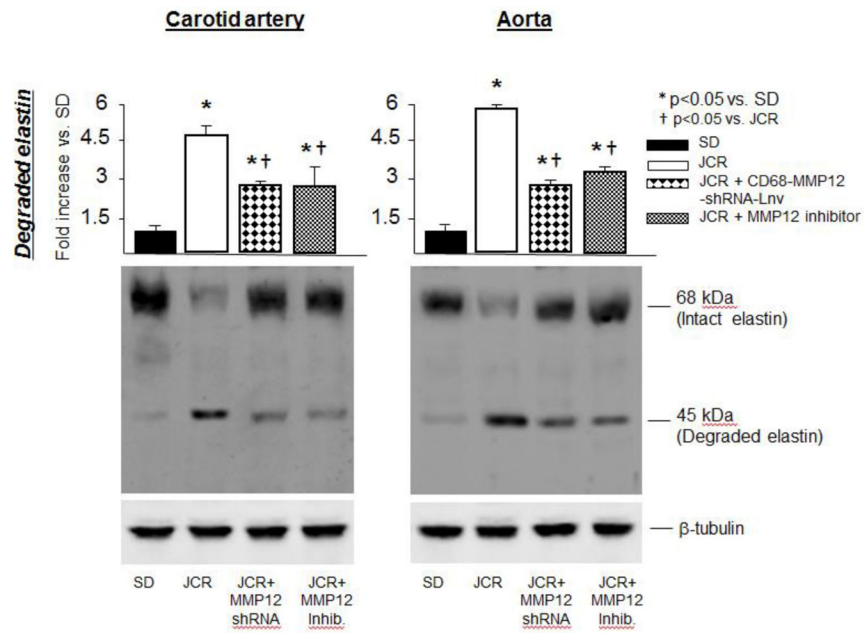 Carotid artery
Aorta
Degraded elastin
Fold increase vs. SD
6
4.5
3
1.5
*
*†
*†
6
4.5
3
1.5
*
*†
*†
* p<0.05 vs. SD
† p<0.05 vs. JCR
SD
JCR
JCR + CD68-MMP12
-shRNA-Lnv
JCR + MMP12 inhibitor
68 kDa
(Intact elastin)
45 kDa
(Degraded elastin)
β-tubulin
SD
JCR
JCR+
MMP12
shRNA
JCR+
MMP12
Inhib.
SD
JCR
JCR+
MMP12
shRNA
JCR+
MMP12
Inhib.